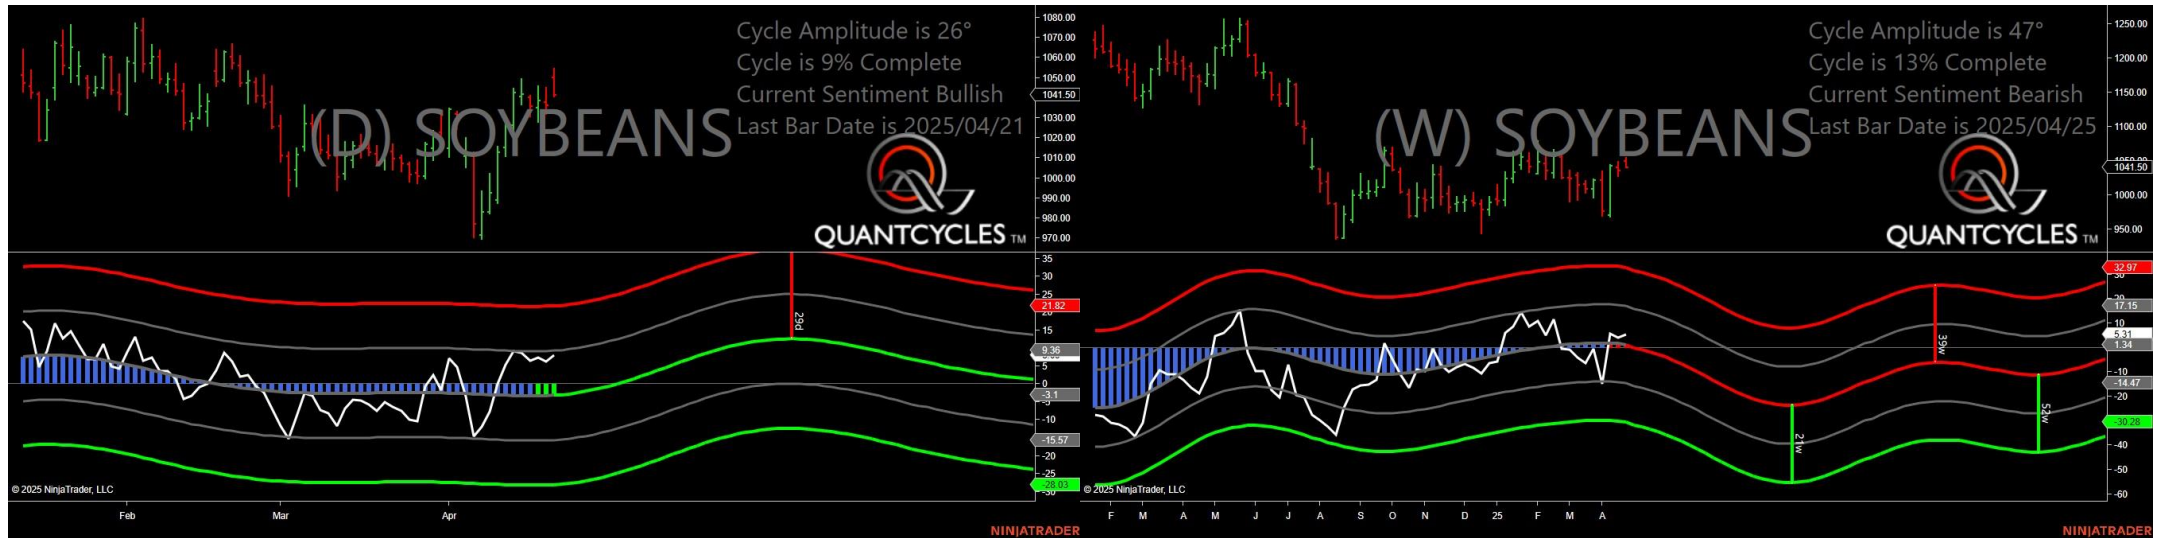 Cycle Amplitude is 26°
Cycle is 9% Complete
Current Sentiment Bullish
Last Bar Date is 2025/04/21
(D) SOYBEANS
QUANTCYCLES TM
1080.00
1070.00
1060.00
1050.00
1041.50
1030.00
1020.00
1010.00
1000.00
990.00
980.00
970.00
35
30
25
21.82
15
9.36
5
0
-3.1
-10
-15.57
-20
-25
-28.03
-30
29d
© 2025 NinjaTrader, LLC
Feb
Mar
Apr
NINJATRADER
Cycle Amplitude is 47°
Cycle is 13% Complete
Current Sentiment Bearish
Last Bar Date is 2025/04/25
(W) SOYBEANS
QUANTCYCLES TM
1250.00
1200.00
1150.00
1100.00
1050.00
1041.50
1000.00
950.00
32.97
17.15
10
5.31
1.34
-10
-14.47
-20
-30.28
-40
-50
-60
21w
39w
52w
© 2025 NinjaTrader, LLC
F
M
A
M
J
J
A
S
O
N
D
25
F
M
A
NINJATRADER